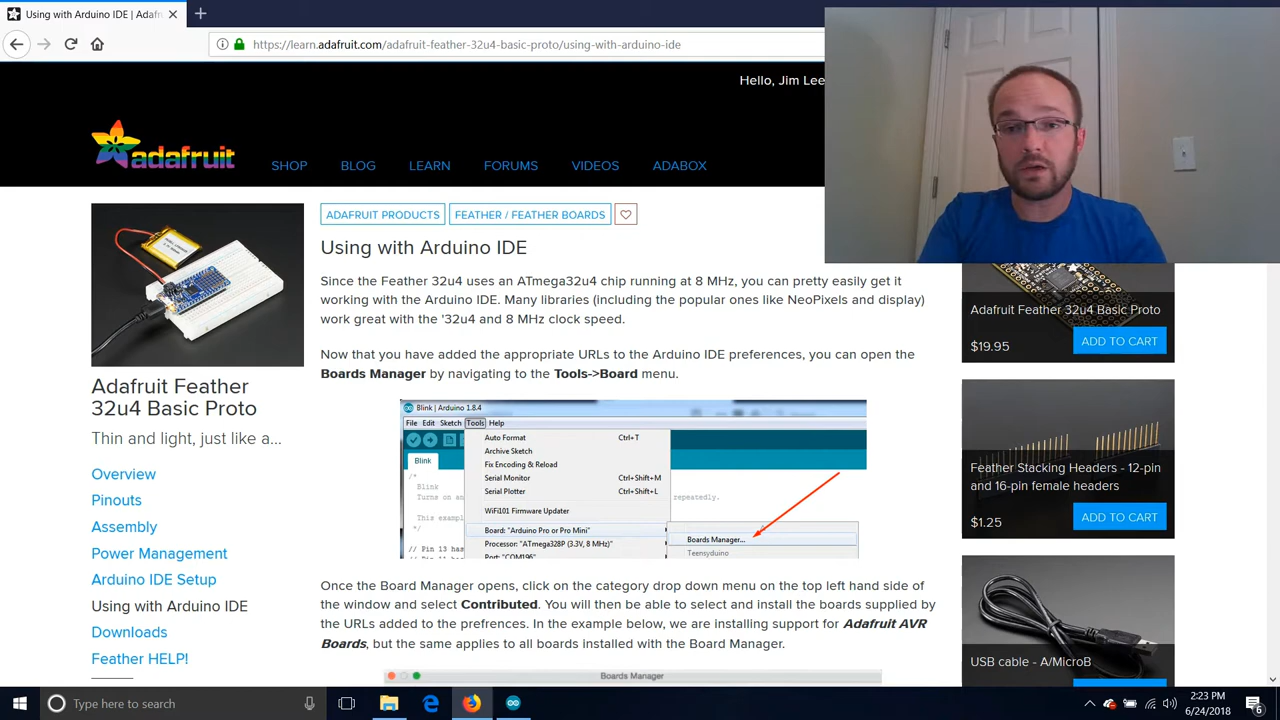 Using with Arduino IDE | Adafr
https://learn.adafruit.com/adafruit-feather-32u4-basic-proto/using-with-arduino-ide
Hello, Jim Lee
adafruit
SHOP
BLOG
LEARN
FORUMS
VIDEOS
ADABOX
ADAFRUIT PRODUCTS
FEATHER / FEATHER BOARDS
Using with Arduino IDE
Since the Feather 32u4 uses an ATmega32u4 chip running at 8 MHz, you can pretty easily get it
working with the Arduino IDE. Many libraries (including the popular ones like NeoPixels and display)
work great with the '32u4 and 8 MHz clock speed.
Now that you have added the appropriate URLs to the Arduino IDE preferences, you can open the
Boards Manager by navigating to the Tools->Board menu.
Blink | Arduino 1.8.4
File Edit Sketch Tools Help
Auto Format Ctrl+T
Archive Sketch
Fix Encoding & Reload
Serial Monitor Ctrl+Shift+M
Serial Plotter Ctrl+Shift+L
WiFi101 Firmware Updater
Board: "Arduino Pro or Pro Mini"
Processor: "ATmega328P (3.3V, 8 MHz)"
Port: "COM196"
Boards Manager...
Teensyduino
Blink
/*
Blink
Turns on an
repeatedly.
This examp
*/
// Pin 13 has
Once the Board Manager opens, click on the category drop down menu on the top left hand side of
the window and select Contributed. You will then be able to select and install the boards supplied by
the URLs added to the prefrences. In the example below, we are installing support for Adafruit AVR
Boards, but the same applies to all boards installed with the Board Manager.
Boards Manager
Adafruit Feather
32u4 Basic Proto
Thin and light, just like a...
Overview
Pinouts
Assembly
Power Management
Arduino IDE Setup
Using with Arduino IDE
Downloads
Feather HELP!
Adafruit Feather 32u4 Basic Proto
$19.95
ADD TO CART
Feather Stacking Headers - 12-pin
and 16-pin female headers
$1.25
ADD TO CART
USB cable - A/MicroB
Type here to search
2:23 PM
6/24/2018
6